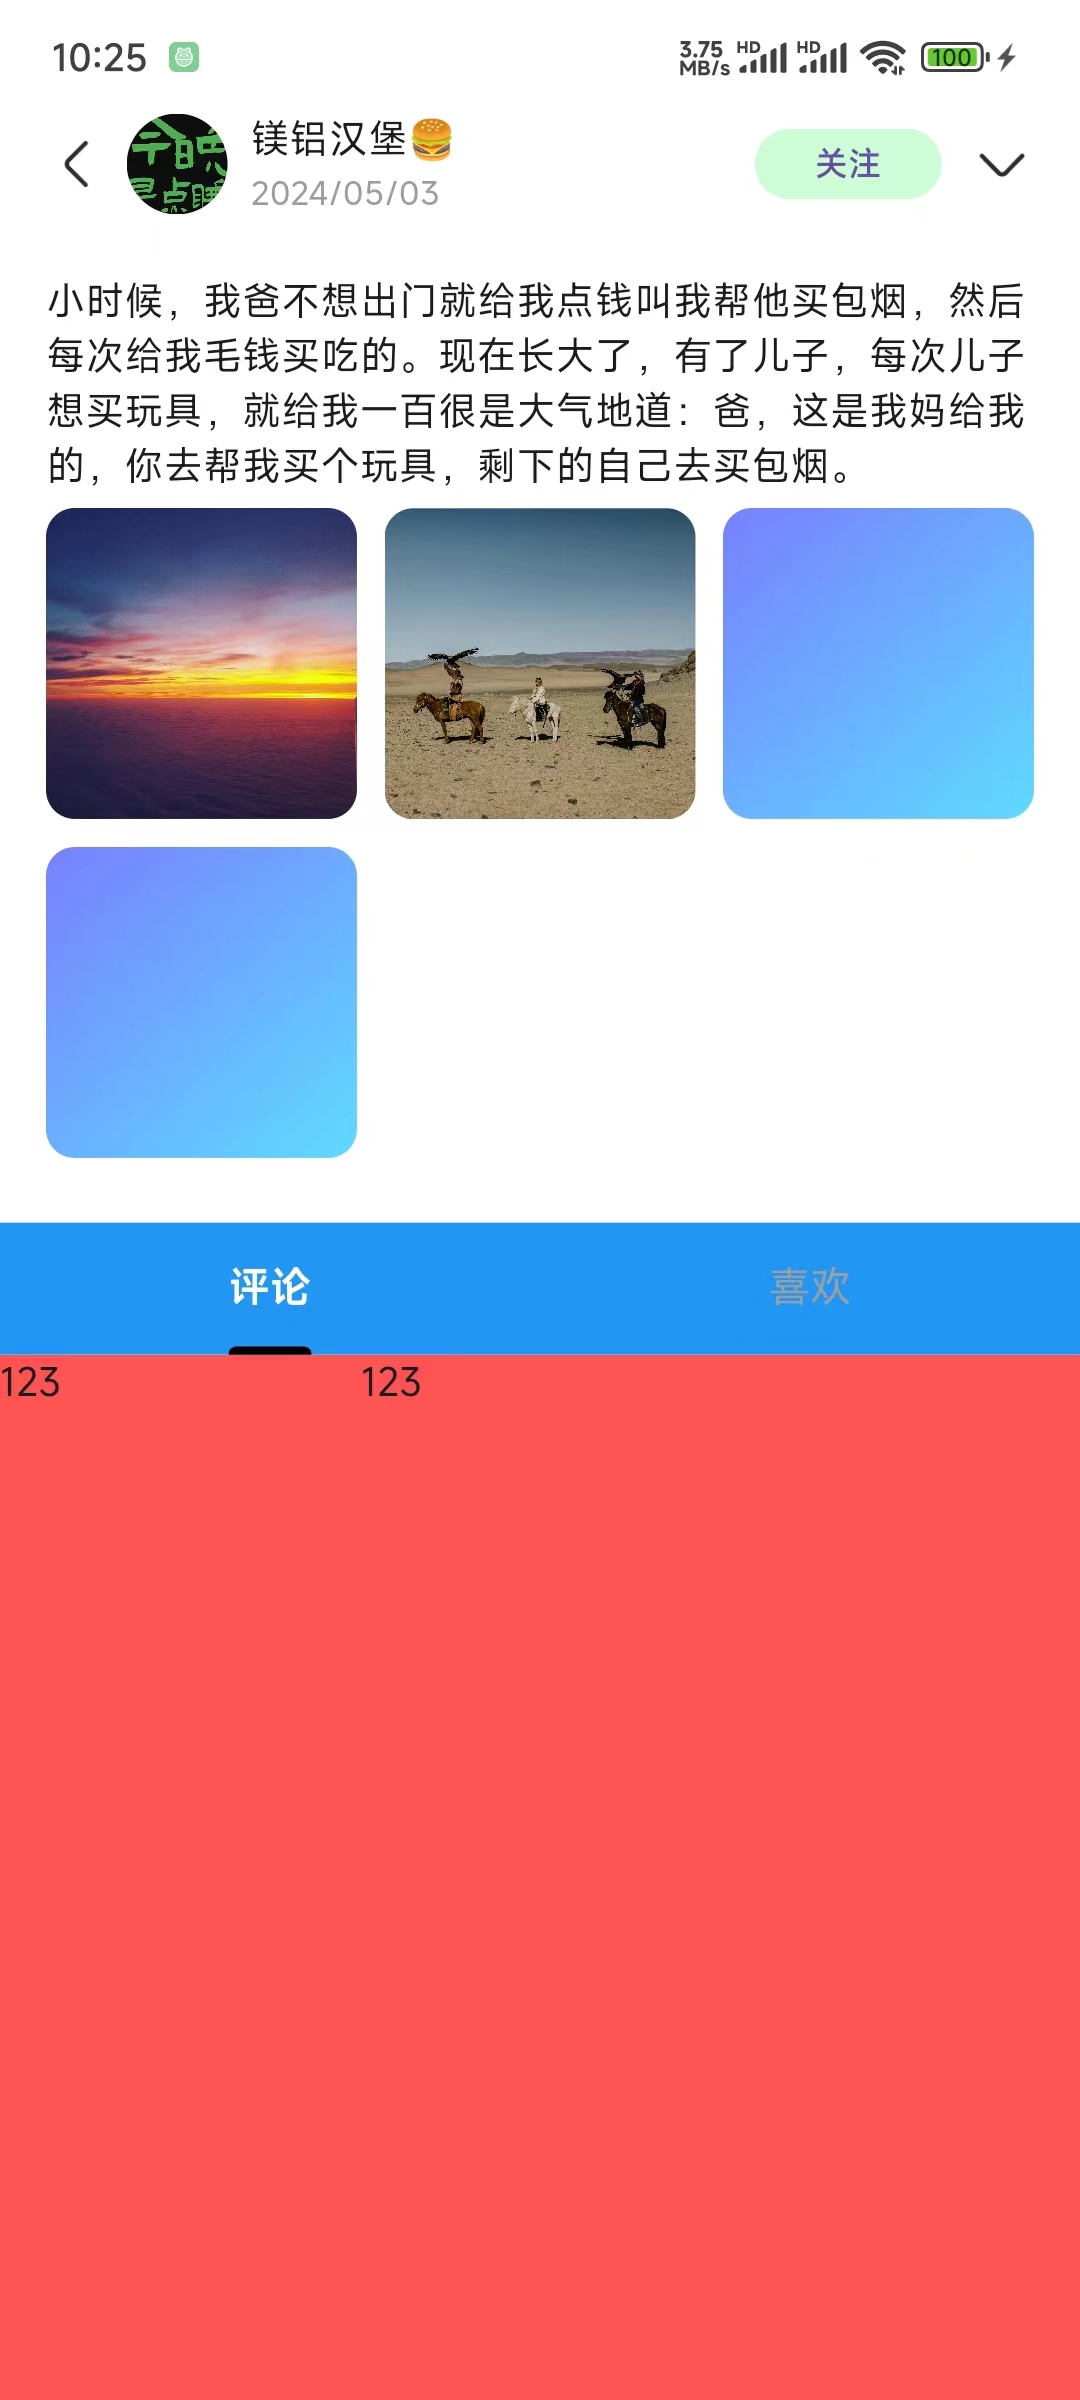 10:25
3.75 MB/s HD HD 100
镁铝汉堡🍔
2024/05/03
关注
小时候，我爸不想出门就给我点钱叫我帮他买包烟，然后
每次给我毛钱买吃的。现在长大了，有了儿子，每次儿子
想买玩具，就给我一百很是大气地道：爸，这是我妈给我
的，你去帮我买个玩具，剩下的自己去买包烟。
评论 喜欢
123 123